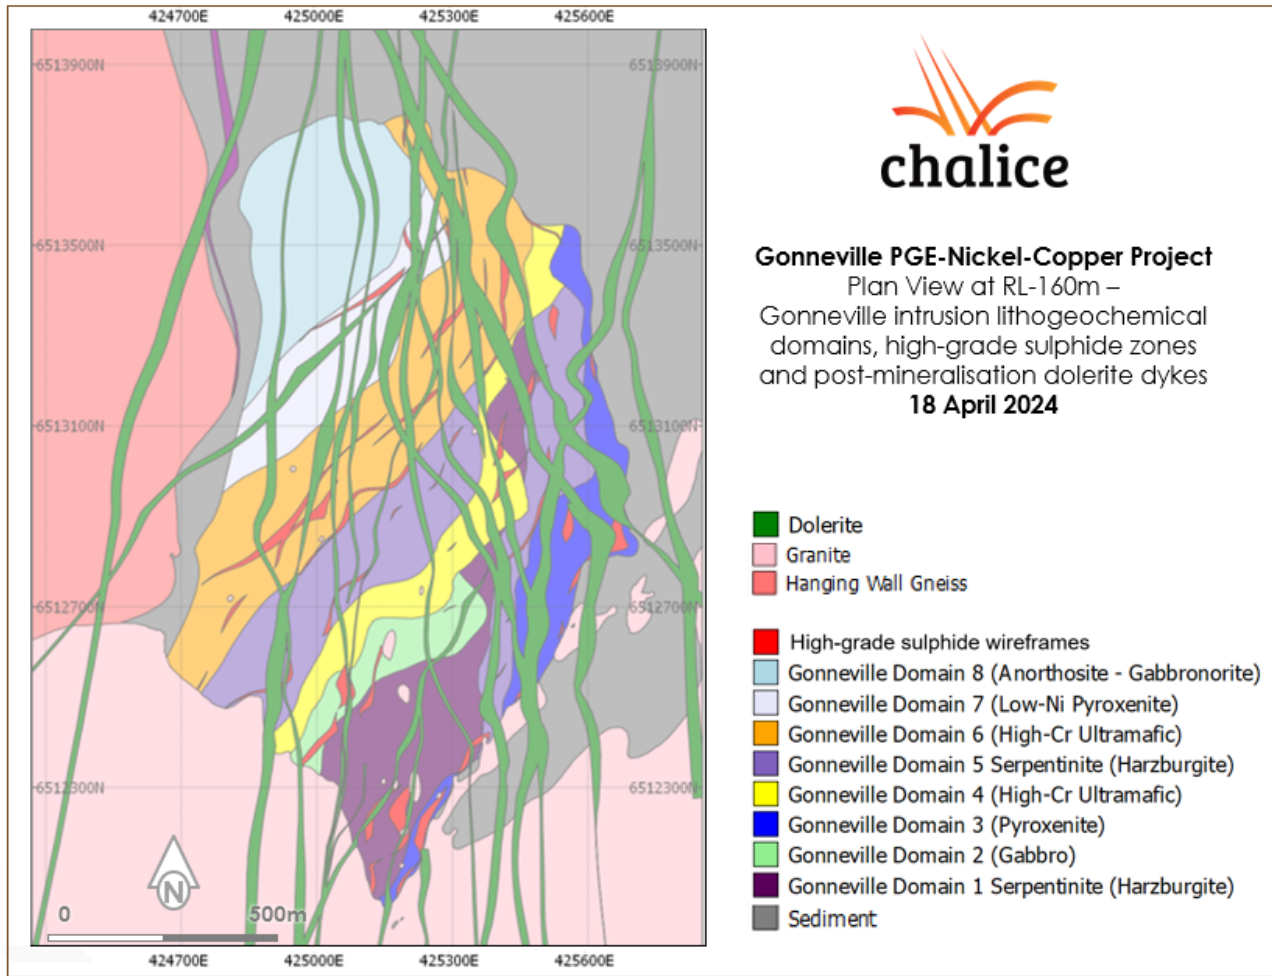 424700E 425000E 425300E 425600E
6513900N 6513900N
6513500N 6513500N
6513100N 6513100N
6512700N 6512700N
6512300N 6512300N
N
0 500m
424700E 425000E 425300E 425600E
chalice
Gonneville PGE-Nickel-Copper Project
Plan View at RL-160m –
Gonneville intrusion lithogeochemical
domains, high-grade sulphide zones
and post-mineralisation dolerite dykes
18 April 2024
Dolerite
Granite
Hanging Wall Gneiss
High-grade sulphide wireframes
Gonneville Domain 8 (Anorthosite - Gabbronorite)
Gonneville Domain 7 (Low-Ni Pyroxenite)
Gonneville Domain 6 (High-Cr Ultramafic)
Gonneville Domain 5 Serpentinite (Harzburgite)
Gonneville Domain 4 (High-Cr Ultramafic)
Gonneville Domain 3 (Pyroxenite)
Gonneville Domain 2 (Gabbro)
Gonneville Domain 1 Serpentinite (Harzburgite)
Sediment